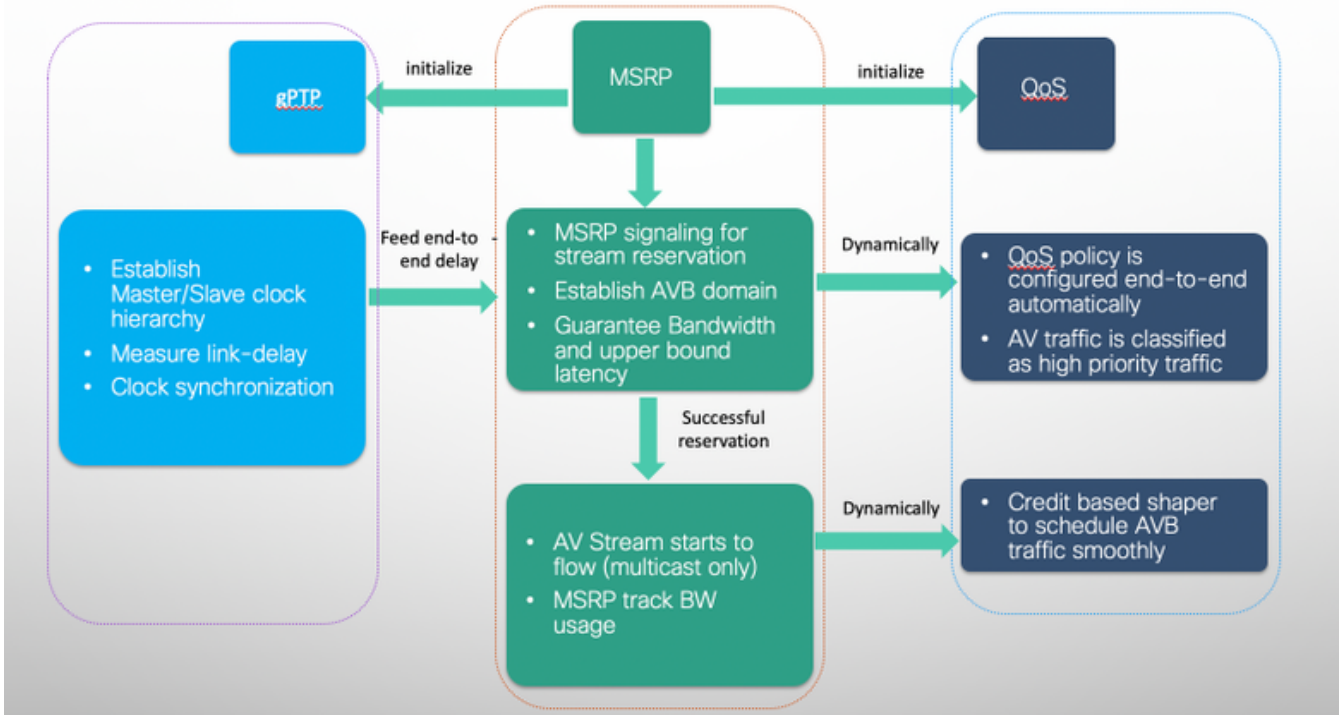 initialize
MSRP
initialize
gPTP
QoS
• Establish
Master/Slave clock
hierarchy
• Measure link-delay
• Clock synchronization
Feed end-to -
end delay
• MSRP signaling for
stream reservation
• Establish AVB domain
• Guarantee Bandwidth
and upper bound
latency
Dynamically
• QoS policy is
configured end-to-end
automatically
• AV traffic is classified
as high priority traffic
Successful
reservation
• AV Stream starts to
flow (multicast only)
• MSRP track BW
usage
Dynamically
• Credit based shaper
to schedule AVB
traffic smoothly